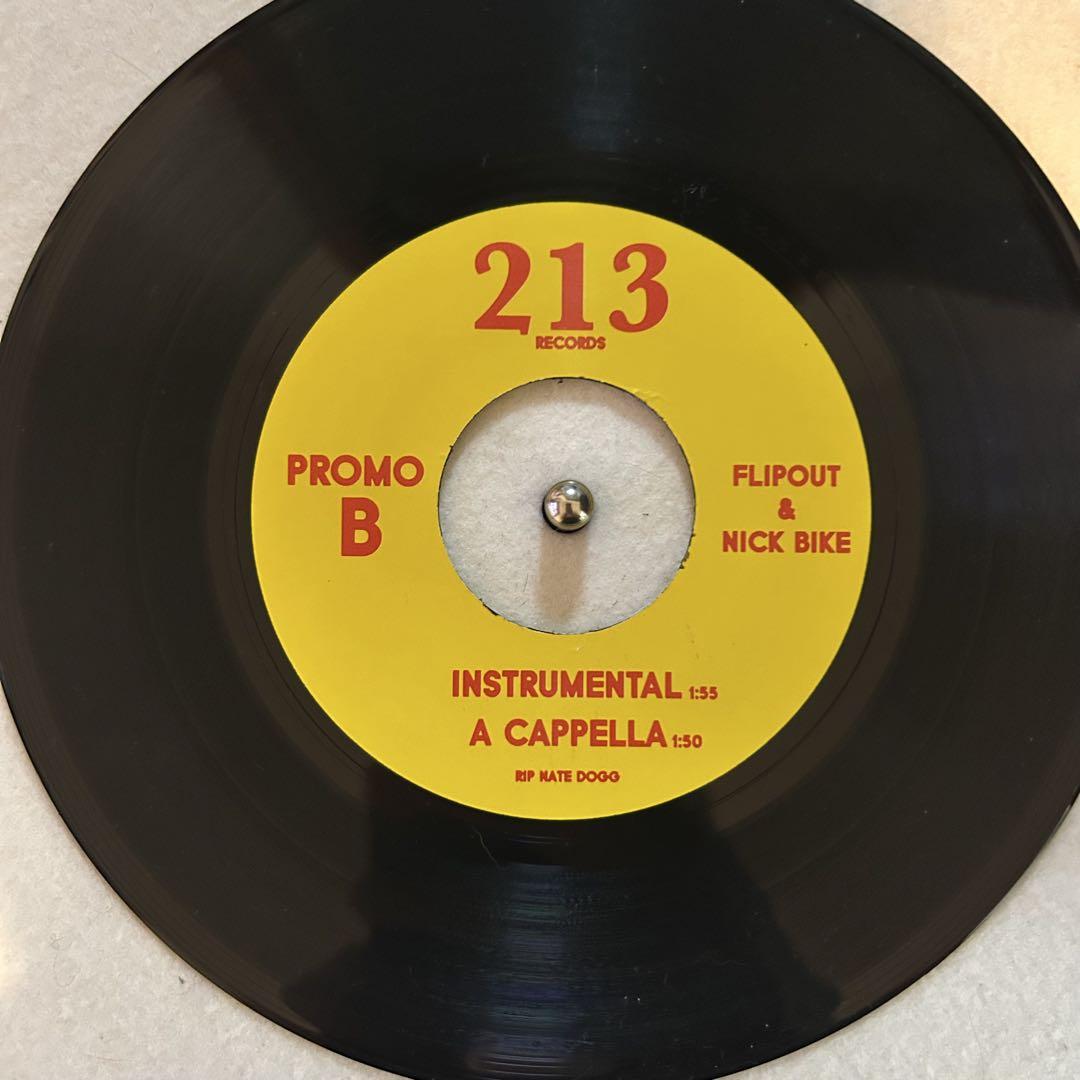 213
RECORDS
PROMO
B
FLIPOUT
&
NICK BIKE
INSTRUMENTAL 1:55
A CAPPELLA 1:50
RIP NATE DOGG